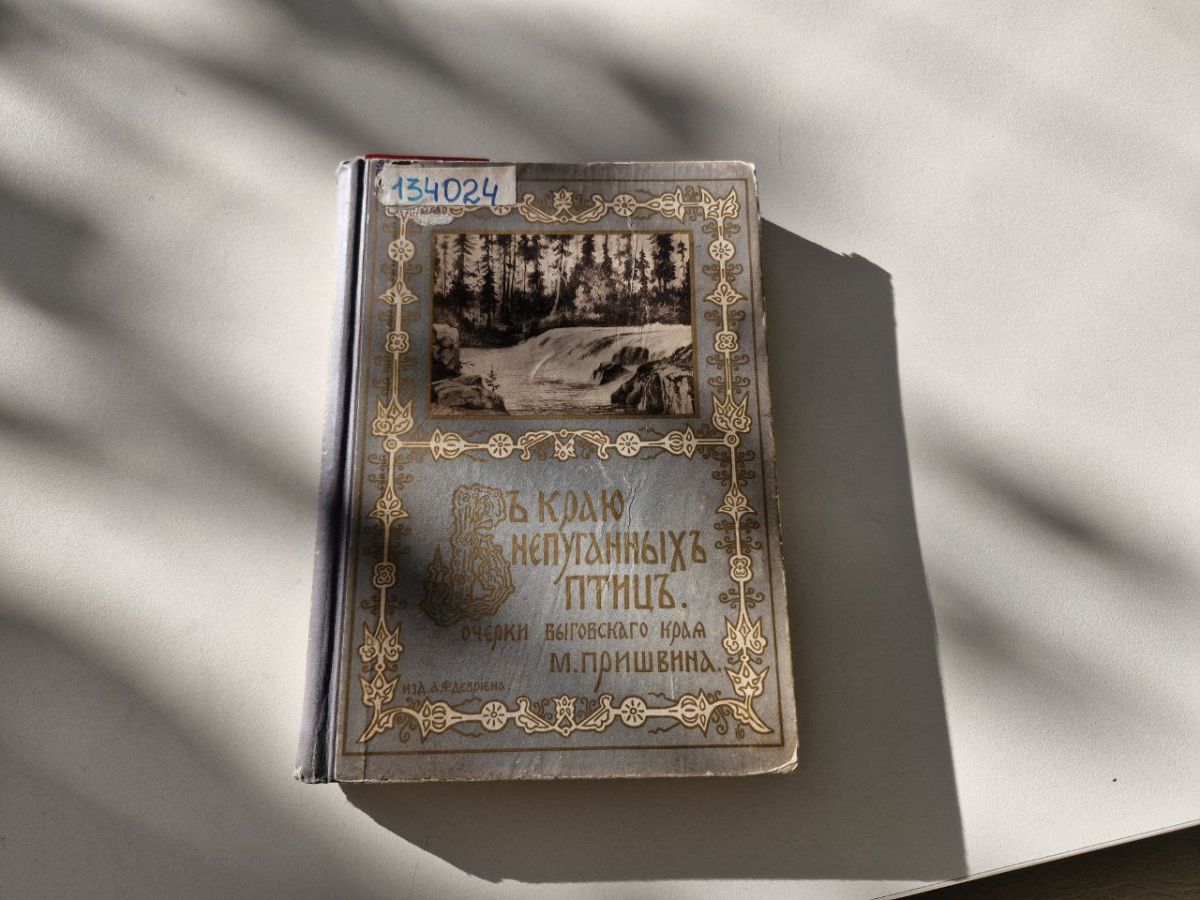 134024
Въ краю
непуганныхъ
птицъ.
очерки выговскаго края
М. Пришвина.
изд. А. Ф. Девріена.